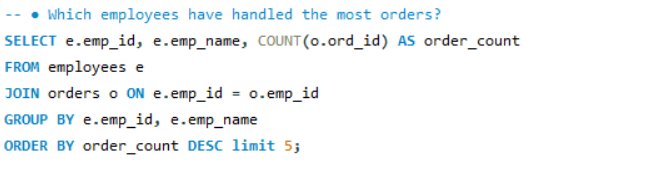 -- ● Which employees have handled the most orders?
SELECT e.emp_id, e.emp_name, COUNT(o.ord_id) AS order_count
FROM employees e
JOIN orders o ON e.emp_id = o.emp_id
GROUP BY e.emp_id, e.emp_name
ORDER BY order_count DESC limit 5;